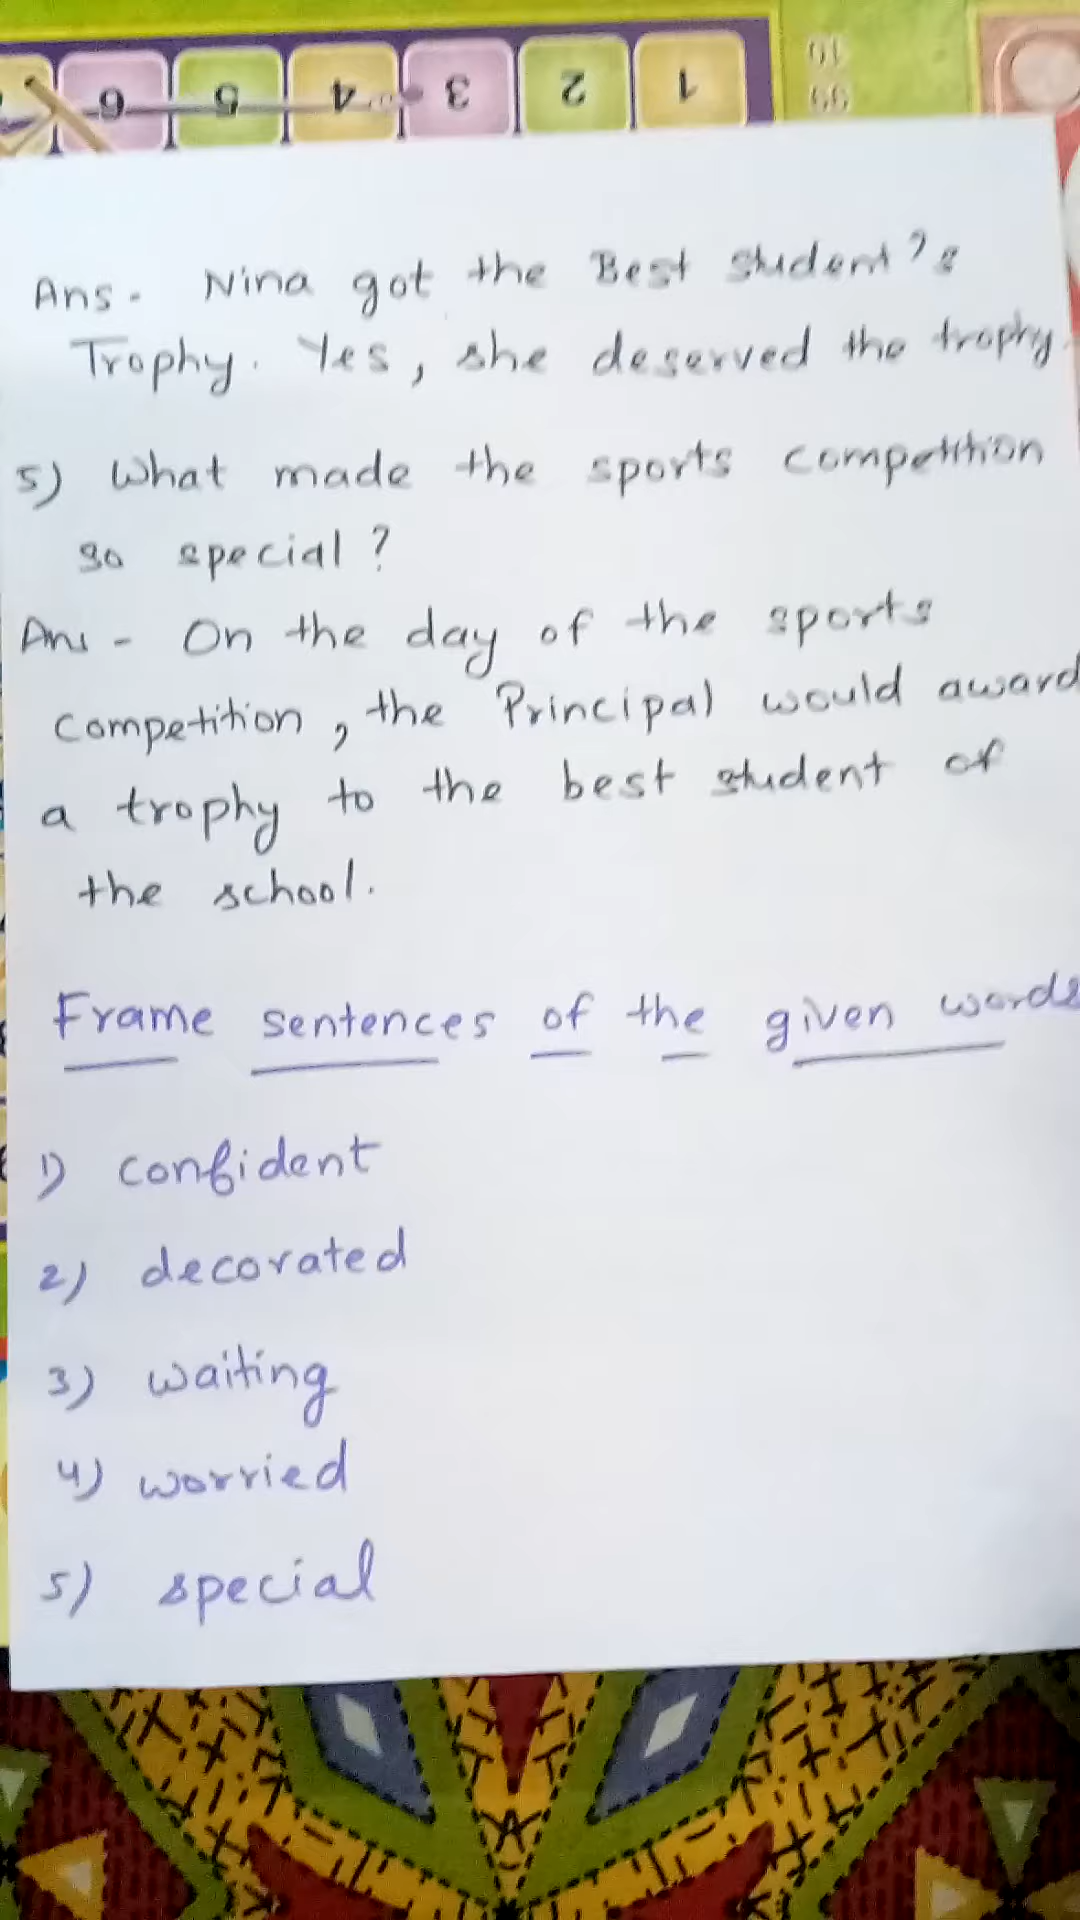 6 5 4 3 2 1
Ans - Nina got the Best student's
Trophy. Yes, she deserved the trophy.
5) What made the sports competition
so special?
Ans - On the day of the sports
competition, the Principal would award
a trophy to the best student of
the school.
Frame sentences of the given words
1) confident
2) decorated
3) waiting
4) worried
5) special